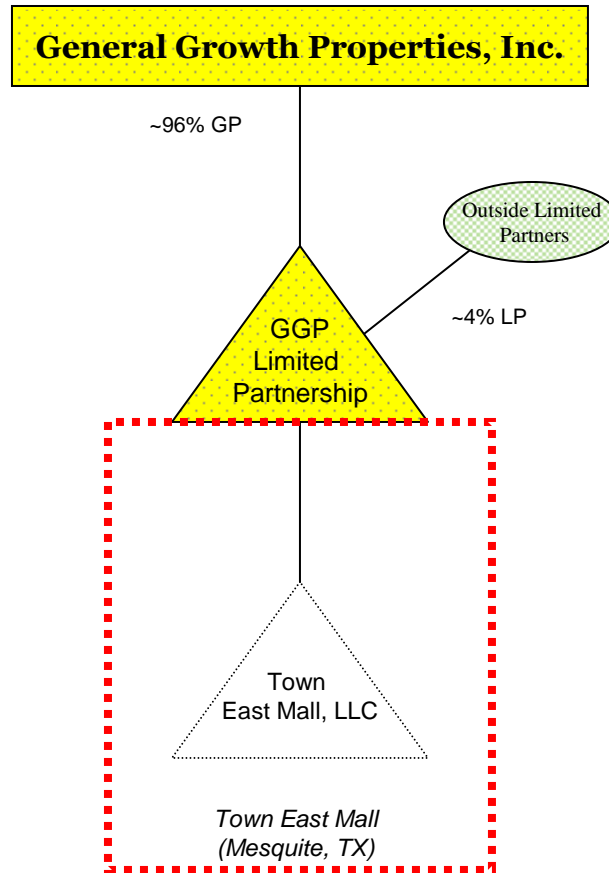 General Growth Properties, Inc.
~96% GP
Outside Limited
Partners
~4% LP
GGP
Limited
Partnership
Town
East Mall, LLC
Town East Mall
(Mesquite, TX)